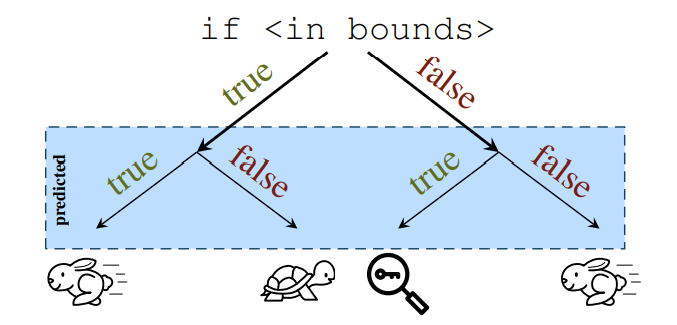 if <in bounds>
true
false
predicted
true
false
true
false